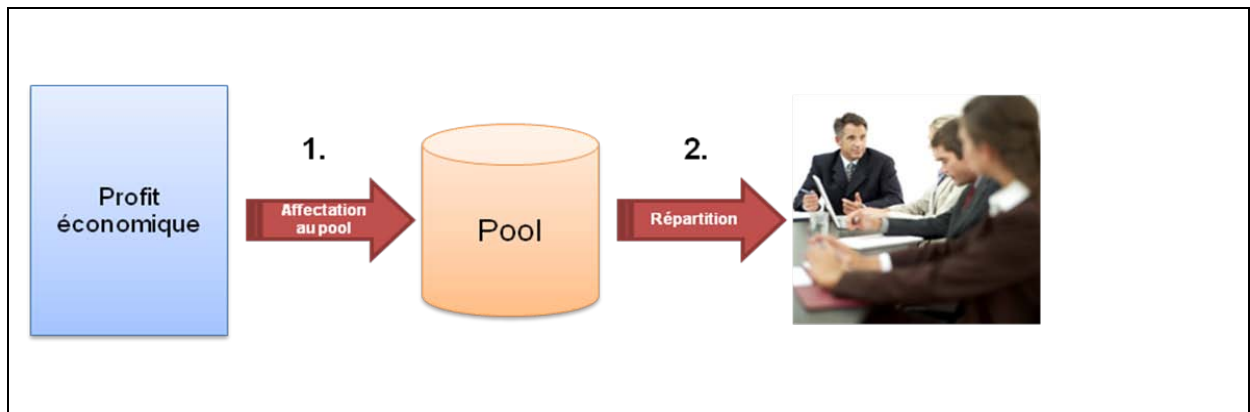 Profit
économique
1.
Affectation
au pool
Pool
2.
Répartition